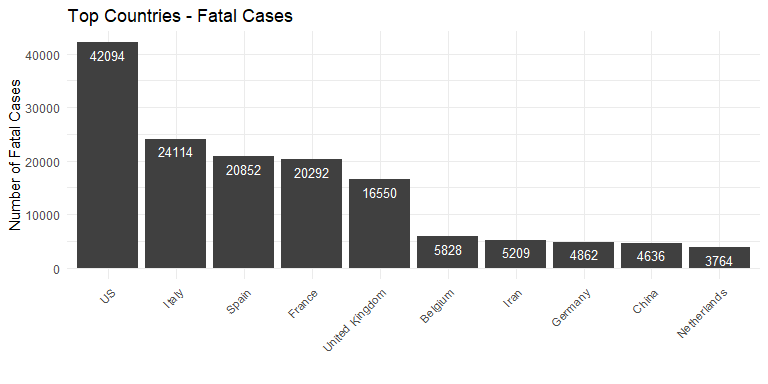 Top Countries - Fatal Cases
Number of Fatal Cases
40000
30000
20000
10000
0
42094
24114
20852
20292
16550
5828
5209
4862
4636
3764
US
Italy
Spain
France
United Kingdom
Belgium
Iran
Germany
China
Netherlands